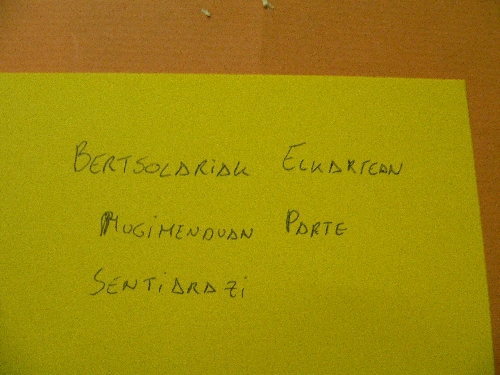 BERTSOLARiAK ELKARTEAN
MUGiMENDUAN PARTE
SENTiARAZi